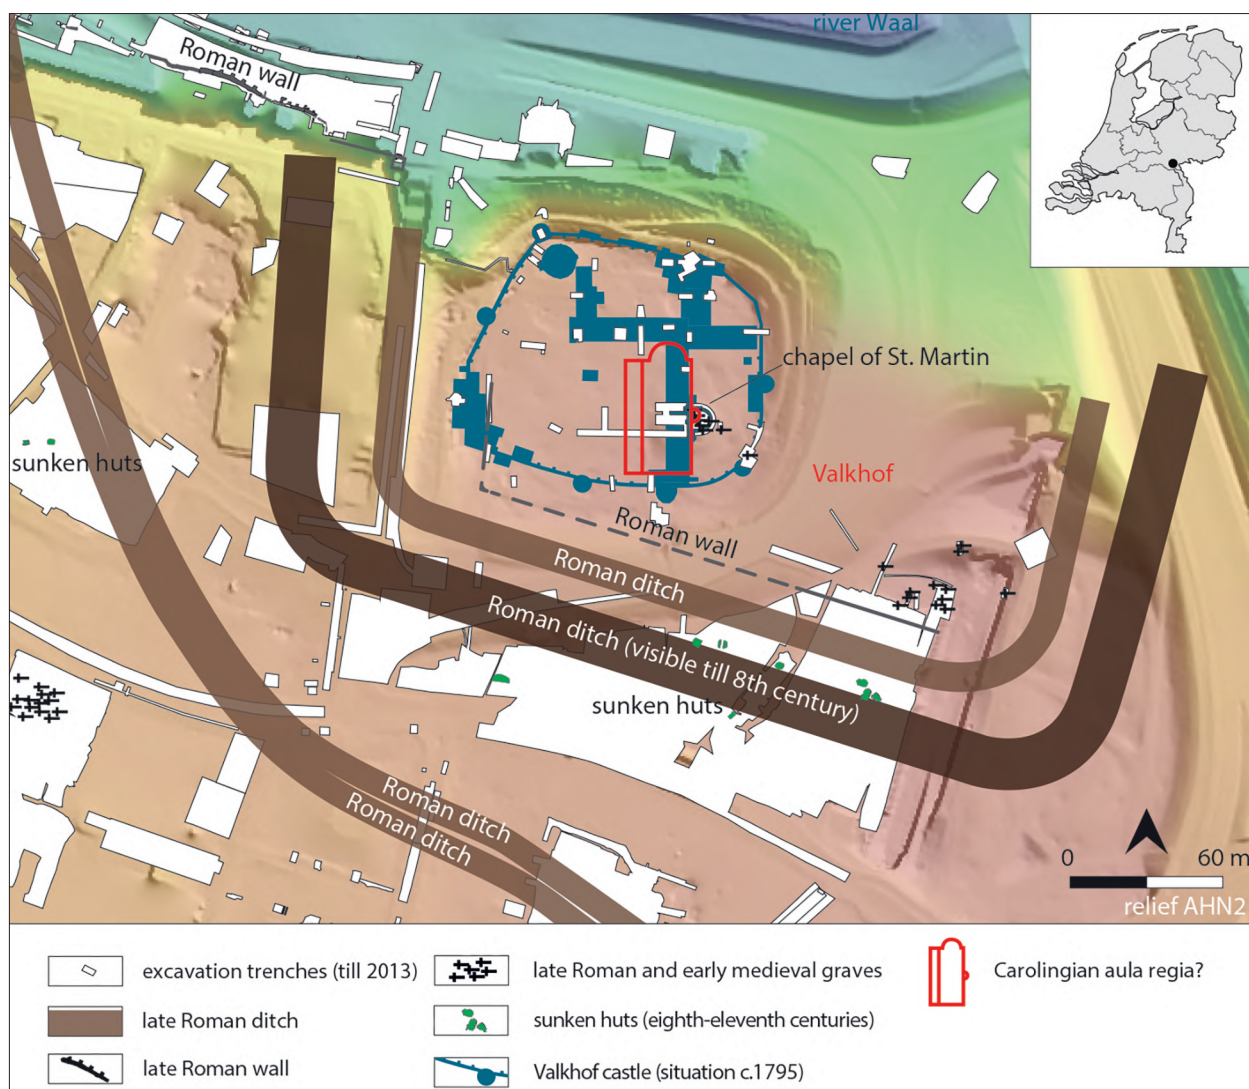 river Waal
Roman wall
chapel of St. Martin
sunken huts
Valkhof
Roman wall
Roman ditch
Roman ditch (visible till 8th century)
sunken huts
Roman ditch
Roman ditch
0 60 m
relief AHN2
excavation trenches (till 2013)
late Roman and early medieval graves
Carolingian aula regia?
late Roman ditch
sunken huts (eighth-eleventh centuries)
late Roman wall
Valkhof castle (situation c.1795)